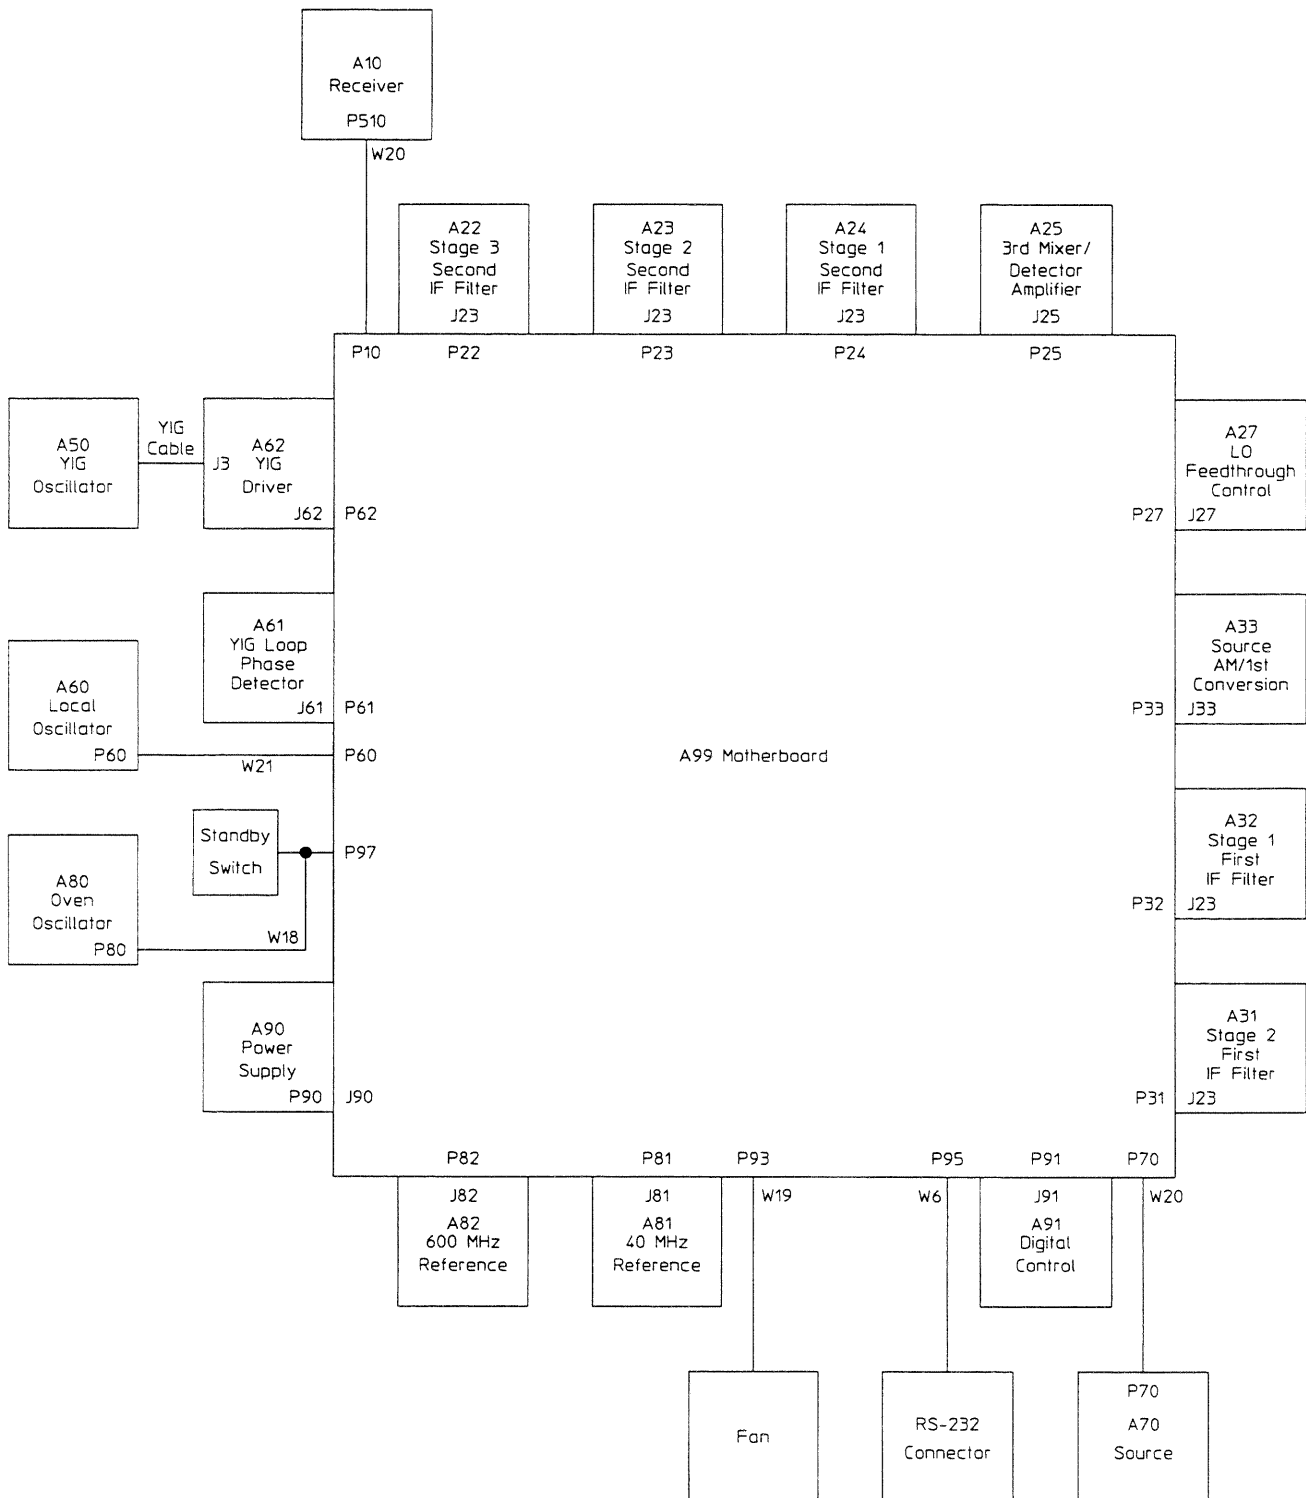 A10
Receiver
P510
W20
A22
Stage 3
Second
IF Filter
J23
A23
Stage 2
Second
IF Filter
J23
A24
Stage 1
Second
IF Filter
J23
A25
3rd Mixer/
Detector
Amplifier
J25
P10
P22
P23
P24
P25
A50
YIG
Oscillator
YIG
Cable
J3
A62
YIG
Driver
J62
P62
P27
A27
LO
Feedthrough
Control
J27
A61
YIG Loop
Phase
Detector
J61
P61
P33
A33
Source
AM/1st
Conversion
J33
A60
Local
Oscillator
P60
W21
P60
A99 Motherboard
Standby
Switch
P97
A80
Oven
Oscillator
P80
W18
P32
A32
Stage 1
First
IF Filter
J23
A90
Power
Supply
P90
J90
P31
A31
Stage 2
First
IF Filter
J23
P82
P81
P93
P95
P91
P70
J82
A82
600 MHz
Reference
J81
A81
40 MHz
Reference
W19
W6
J91
A91
Digital
Control
W20
Fan
RS-232
Connector
P70
A70
Source